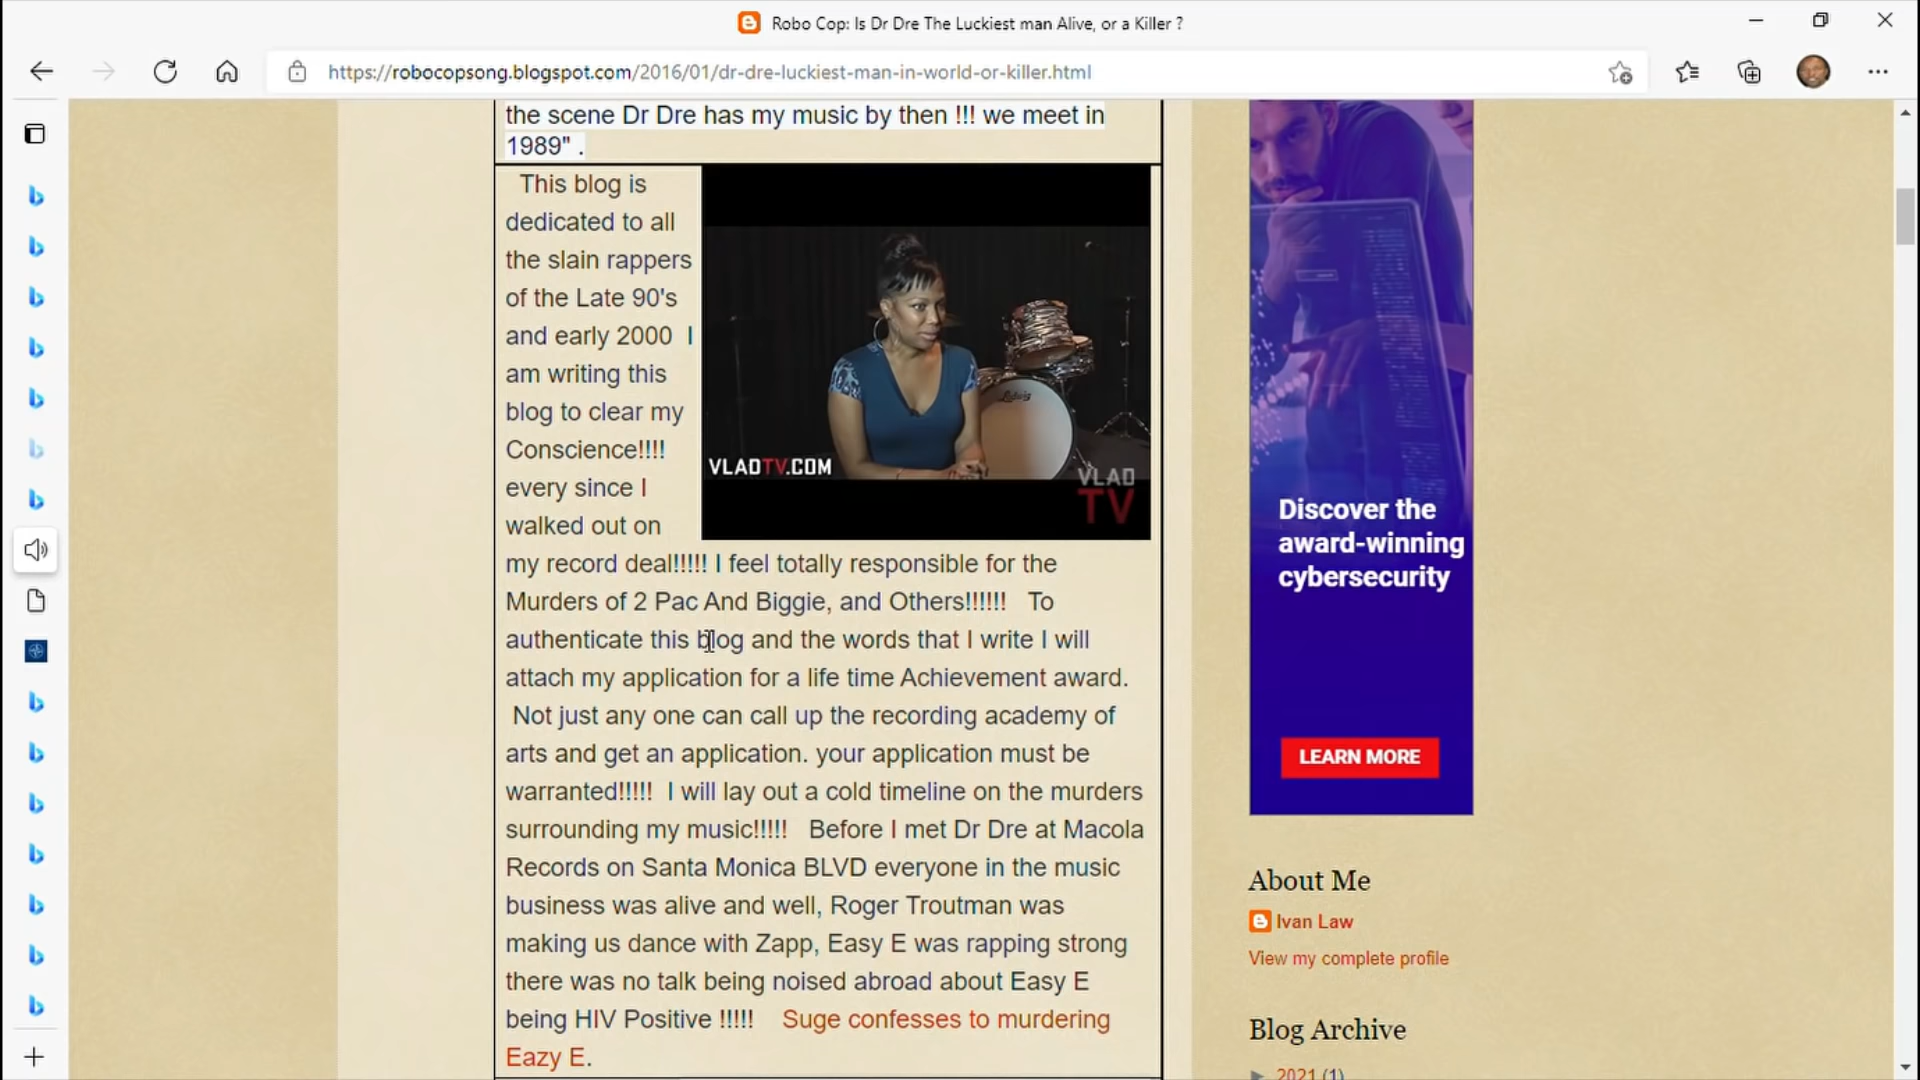 Robo Cop: Is Dr Dre The Luckiest man Alive, or a Killer ?
https://robocopsong.blogspot.com/2016/01/dr-dre-luckiest-man-in-world-or-killer.html
the scene Dr Dre has my music by then !!! we meet in
1989" .
This blog is
dedicated to all
the slain rappers
of the Late 90's
and early 2000 I
am writing this
blog to clear my
Conscience!!!!
every since I
walked out on
my record deal!!!!! I feel totally responsible for the
Murders of 2 Pac And Biggie, and Others!!!!!! To
authenticate this blog and the words that I write I will
attach my application for a life time Achievement award.
Not just any one can call up the recording academy of
arts and get an application. your application must be
warranted!!!!! I will lay out a cold timeline on the murders
surrounding my music!!!!! Before I met Dr Dre at Macola
Records on Santa Monica BLVD everyone in the music
business was alive and well, Roger Troutman was
making us dance with Zapp, Easy E was rapping strong
there was no talk being noised abroad about Easy E
being HIV Positive !!!!! Suge confesses to murdering
Eazy E.
Ludwig
VLADTV.COM
VLAD
TV
Discover the
award-winning
cybersecurity
LEARN MORE
About Me
Ivan Law
View my complete profile
Blog Archive
► 2021 (1)